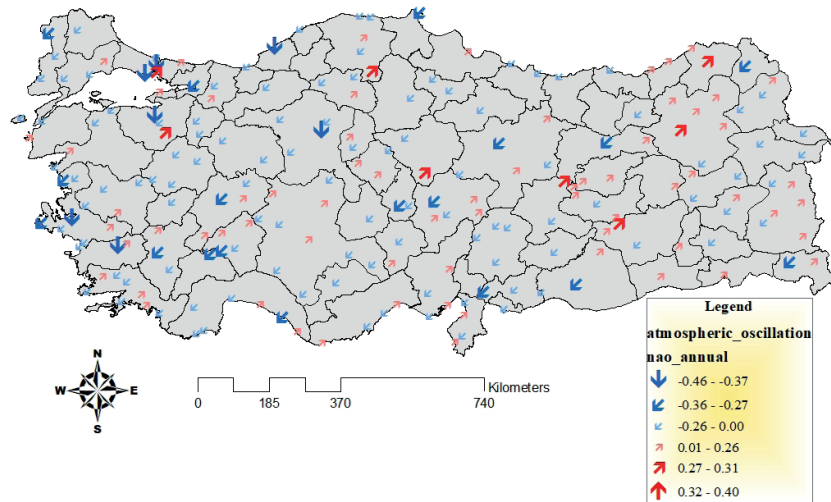 Legend
atmospheric_oscillation
nao_annual
-0.46 - -0.37
-0.36 - -0.27
-0.26 - 0.00
0.01 - 0.26
0.27 - 0.31
0.32 - 0.40
N
W E
S
Kilometers
0 185 370 740